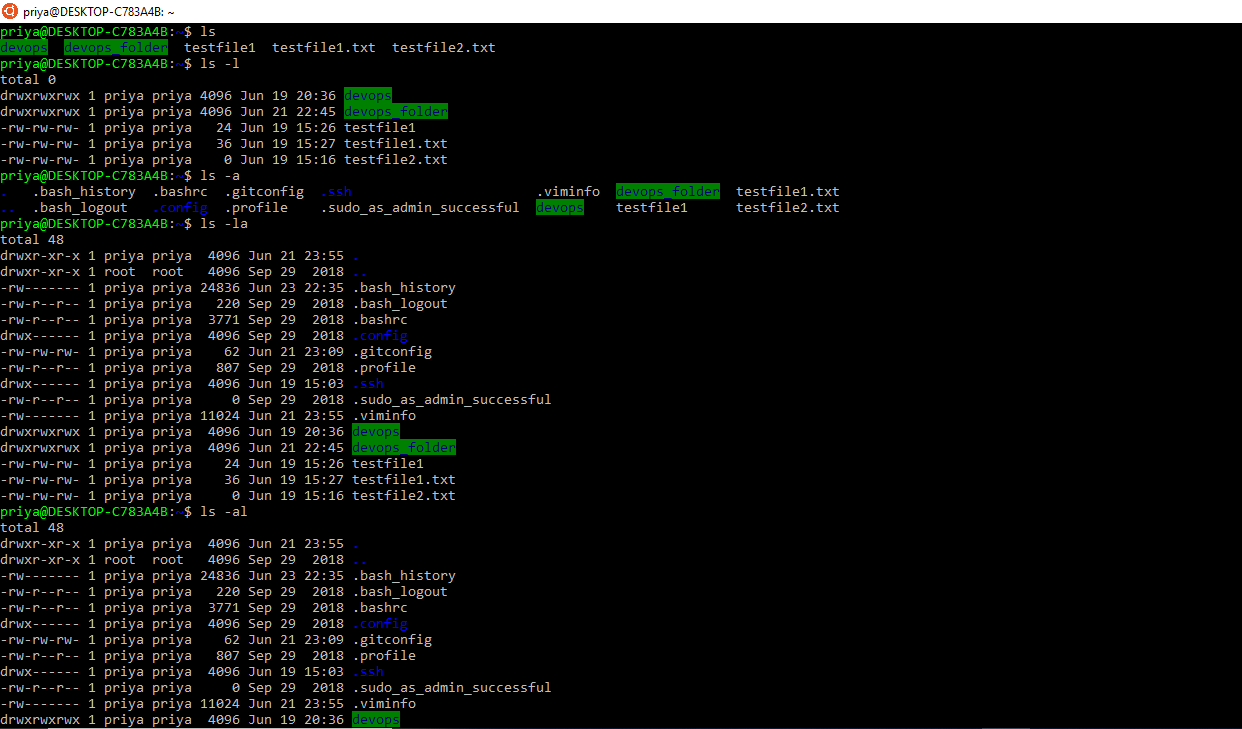 priya@DESKTOP-C783A4B: ~
priya@DESKTOP-C783A4B:~$ ls
devops  devops_folder  testfile1  testfile1.txt  testfile2.txt
priya@DESKTOP-C783A4B:~$ ls -l
total 0
drwxrwxrwx 1 priya priya 4096 Jun 19 20:36 devops
drwxrwxrwx 1 priya priya 4096 Jun 21 22:45 devops_folder
-rw-rw-rw- 1 priya priya   24 Jun 19 15:26 testfile1
-rw-rw-rw- 1 priya priya   36 Jun 19 15:27 testfile1.txt
-rw-rw-rw- 1 priya priya    0 Jun 19 15:16 testfile2.txt
priya@DESKTOP-C783A4B:~$ ls -a
.   .bash_history  .bashrc  .gitconfig  .ssh                       .viminfo  devops_folder  testfile1.txt
..  .bash_logout   .config  .profile    .sudo_as_admin_successful  devops    testfile1      testfile2.txt
priya@DESKTOP-C783A4B:~$ ls -la
total 48
drwxr-xr-x 1 priya priya  4096 Jun 21 23:55 .
drwxr-xr-x 1 root  root   4096 Sep 29  2018 ..
-rw------- 1 priya priya 24836 Jun 23 22:35 .bash_history
-rw-r--r-- 1 priya priya   220 Sep 29  2018 .bash_logout
-rw-r--r-- 1 priya priya  3771 Sep 29  2018 .bashrc
drwx------ 1 priya priya  4096 Sep 29  2018 .config
-rw-rw-rw- 1 priya priya    62 Jun 21 23:09 .gitconfig
-rw-r--r-- 1 priya priya   807 Sep 29  2018 .profile
drwx------ 1 priya priya  4096 Jun 19 15:03 .ssh
-rw-r--r-- 1 priya priya     0 Sep 29  2018 .sudo_as_admin_successful
-rw------- 1 priya priya 11024 Jun 21 23:55 .viminfo
drwxrwxrwx 1 priya priya  4096 Jun 19 20:36 devops
drwxrwxrwx 1 priya priya  4096 Jun 21 22:45 devops_folder
-rw-rw-rw- 1 priya priya    24 Jun 19 15:26 testfile1
-rw-rw-rw- 1 priya priya    36 Jun 19 15:27 testfile1.txt
-rw-rw-rw- 1 priya priya     0 Jun 19 15:16 testfile2.txt
priya@DESKTOP-C783A4B:~$ ls -al
total 48
drwxr-xr-x 1 priya priya  4096 Jun 21 23:55 .
drwxr-xr-x 1 root  root   4096 Sep 29  2018 ..
-rw------- 1 priya priya 24836 Jun 23 22:35 .bash_history
-rw-r--r-- 1 priya priya   220 Sep 29  2018 .bash_logout
-rw-r--r-- 1 priya priya  3771 Sep 29  2018 .bashrc
drwx------ 1 priya priya  4096 Sep 29  2018 .config
-rw-rw-rw- 1 priya priya    62 Jun 21 23:09 .gitconfig
-rw-r--r-- 1 priya priya   807 Sep 29  2018 .profile
drwx------ 1 priya priya  4096 Jun 19 15:03 .ssh
-rw-r--r-- 1 priya priya     0 Sep 29  2018 .sudo_as_admin_successful
-rw------- 1 priya priya 11024 Jun 21 23:55 .viminfo
drwxrwxrwx 1 priya priya  4096 Jun 19 20:36 devops